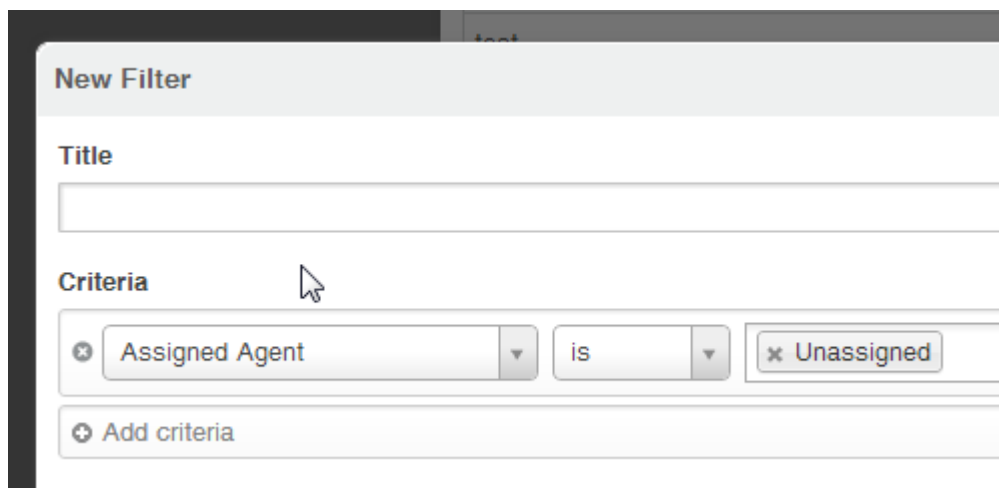 New Filter
Title
Criteria
Assigned Agent is Unassigned
Add criteria